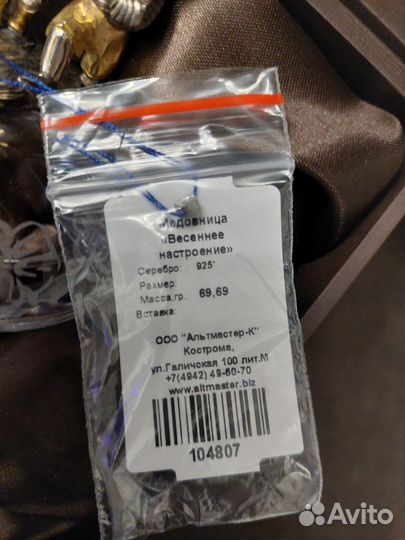 Медовница
«Весеннее
настроение»
Серебро: 925°
Размер:
Масса,гр.: 69,69
Вставка:
ООО "Альтмастер-К"
Кострома,
ул.Галичская 100 лит.М
+7(4942) 49-60-70
www.altmaster.biz
104807
Avito